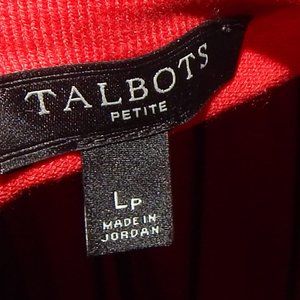 TALBOTS
PETITE
LP
MADE IN
JORDAN